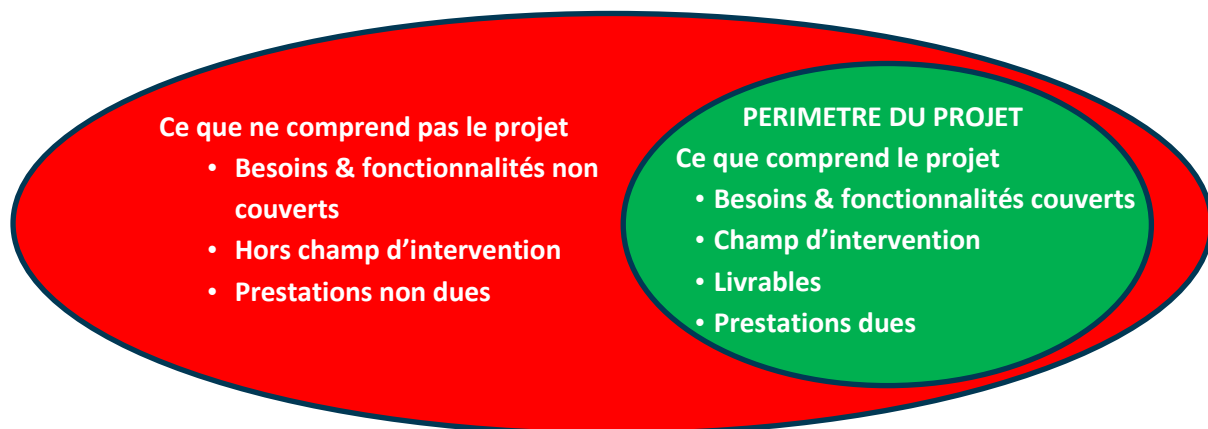 Ce que ne comprend pas le projet
• Besoins & fonctionnalités non
couverts
• Hors champ d’intervention
• Prestations non dues
PERIMETRE DU PROJET
Ce que comprend le projet
• Besoins & fonctionnalités couverts
• Champ d’intervention
• Livrables
• Prestations dues